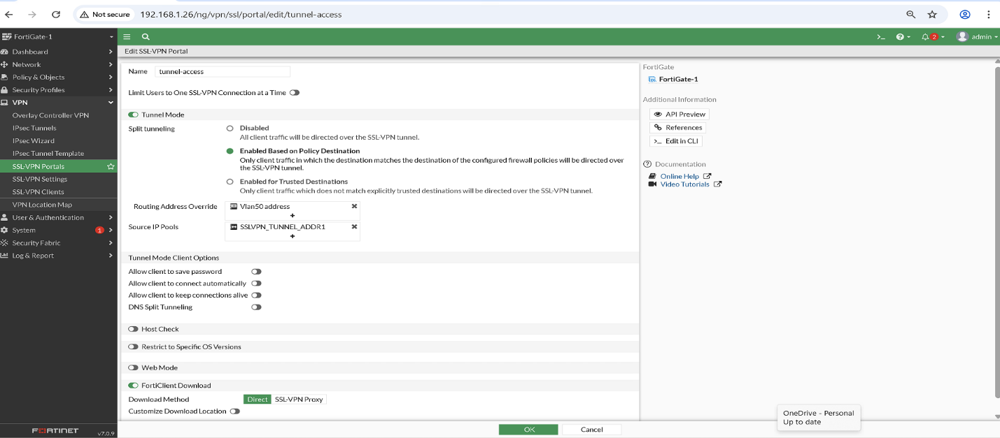 Not secure 192.168.1.26/ng/vpn/ssl/portal/edit/tunnel-access
FortiGate-1
>_ 2 admin
Dashboard
Network
Policy & Objects
Security Profiles
VPN
Overlay Controller VPN
IPsec Tunnels
IPsec Wizard
IPsec Tunnel Template
SSL-VPN Portals
SSL-VPN Settings
SSL-VPN Clients
VPN Location Map
User & Authentication
System 1
Security Fabric
Log & Report
FORTINET v7.0.9
Edit SSL-VPN Portal
Name tunnel-access
Limit Users to One SSL-VPN Connection at a Time
Tunnel Mode
Split tunneling
Disabled
All client traffic will be directed over the SSL-VPN tunnel.
Enabled Based on Policy Destination
Only client traffic in which the destination matches the destination of the configured firewall policies will be directed over
the SSL-VPN tunnel.
Enabled for Trusted Destinations
Only client traffic which does not match explicitly trusted destinations will be directed over the SSL-VPN tunnel.
Routing Address Override Vlan50 address
+
Source IP Pools SSLVPN_TUNNEL_ADDR1
+
Tunnel Mode Client Options
Allow client to save password
Allow client to connect automatically
Allow client to keep connections alive
DNS Split Tunneling
Host Check
Restrict to Specific OS Versions
Web Mode
FortiClient Download
Download Method Direct SSL-VPN Proxy
Customize Download Location
OK Cancel
FortiGate
FortiGate-1
Additional Information
API Preview
References
>_ Edit in CLI
Documentation
Online Help
Video Tutorials
OneDrive - Personal
Up to date